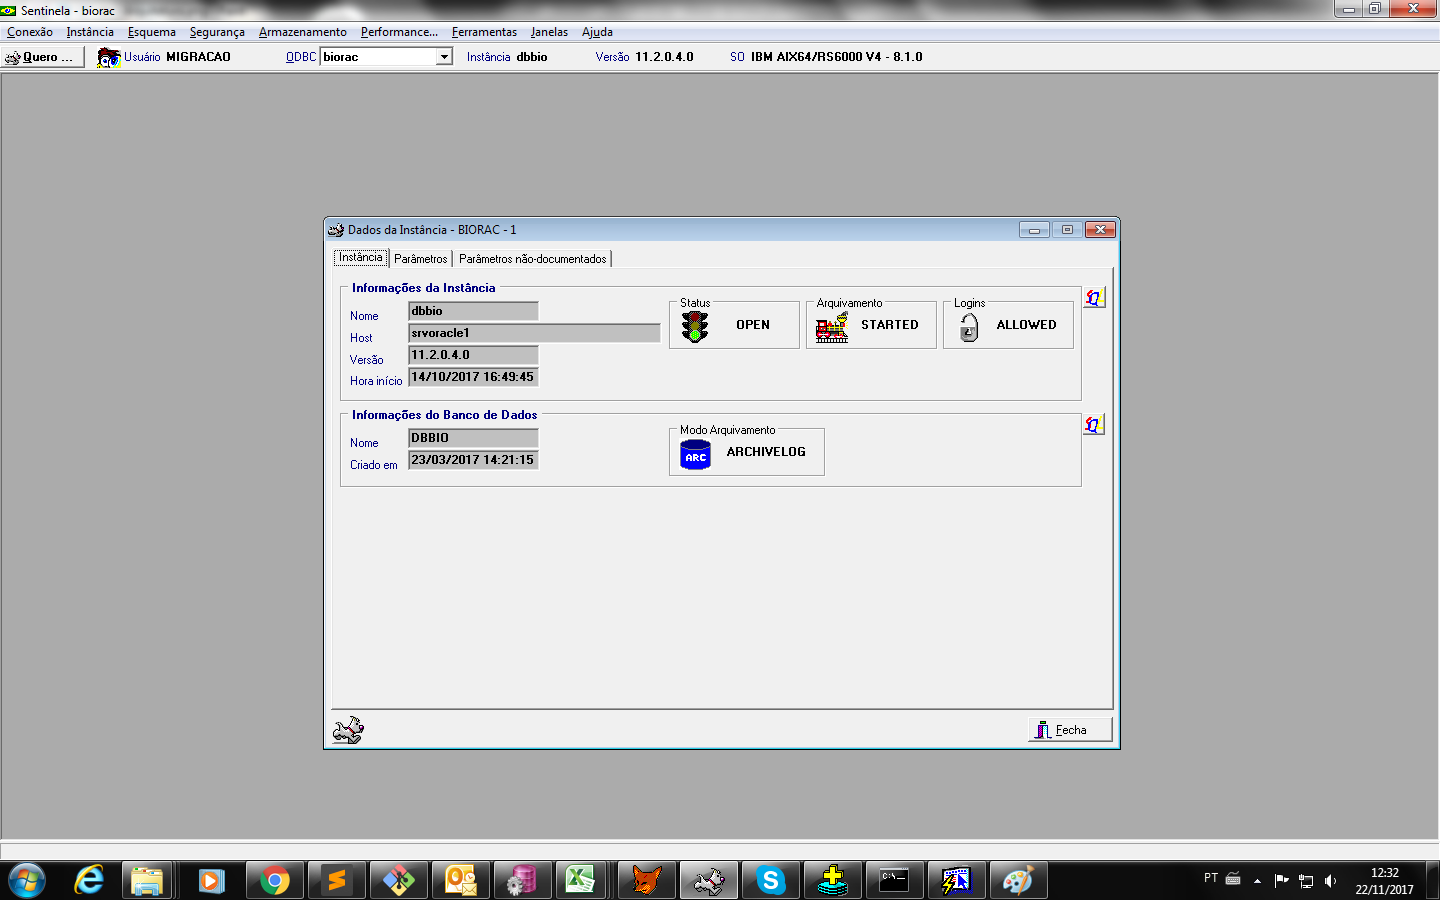 Sentinela - biorac
Conexão Instância Esquema Segurança Armazenamento Performance... Ferramentas Janelas Ajuda
Quero ... Usuário MIGRACAO ODBC biorac Instância dbbio Versão 11.2.0.4.0 SO IBM AIX64/RS6000 V4 - 8.1.0
Dados da Instância - BIORAC - 1
Instância Parâmetros Parâmetros não-documentados
Informações da Instância
Nome dbbio
Host srvoracle1
Versão 11.2.0.4.0
Hora início 14/10/2017 16:49:45
Status
OPEN
Arquivamento
STARTED
Logins
ALLOWED
Informações do Banco de Dados
Nome DBBIO
Criado em 23/03/2017 14:21:15
Modo Arquivamento
ARC ARCHIVELOG
Fecha
C:\_
PT
12:32
22/11/2017